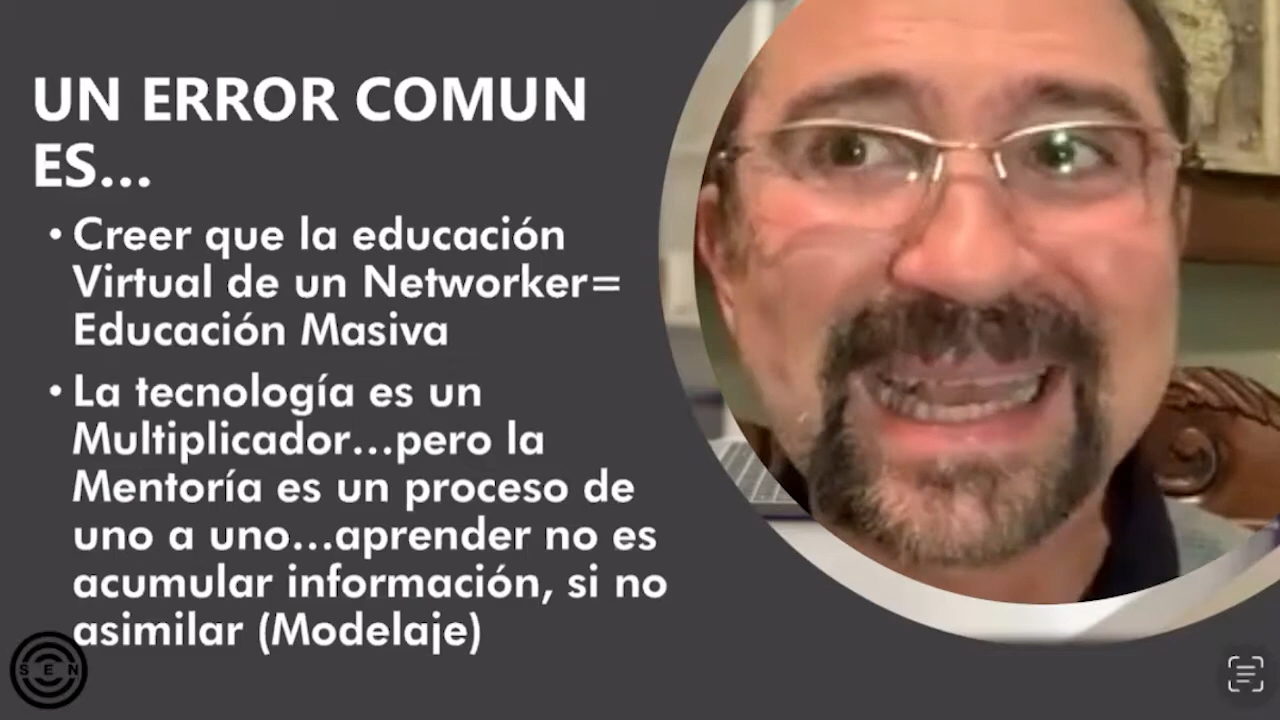 UN ERROR COMUN
ES...
• Creer que la educación
Virtual de un Networker=
Educación Masiva
• La tecnología es un
Multiplicador...pero la
Mentoría es un proceso de
uno a uno...aprender no es
acumular información, si no
asimilar (Modelaje)
SEN